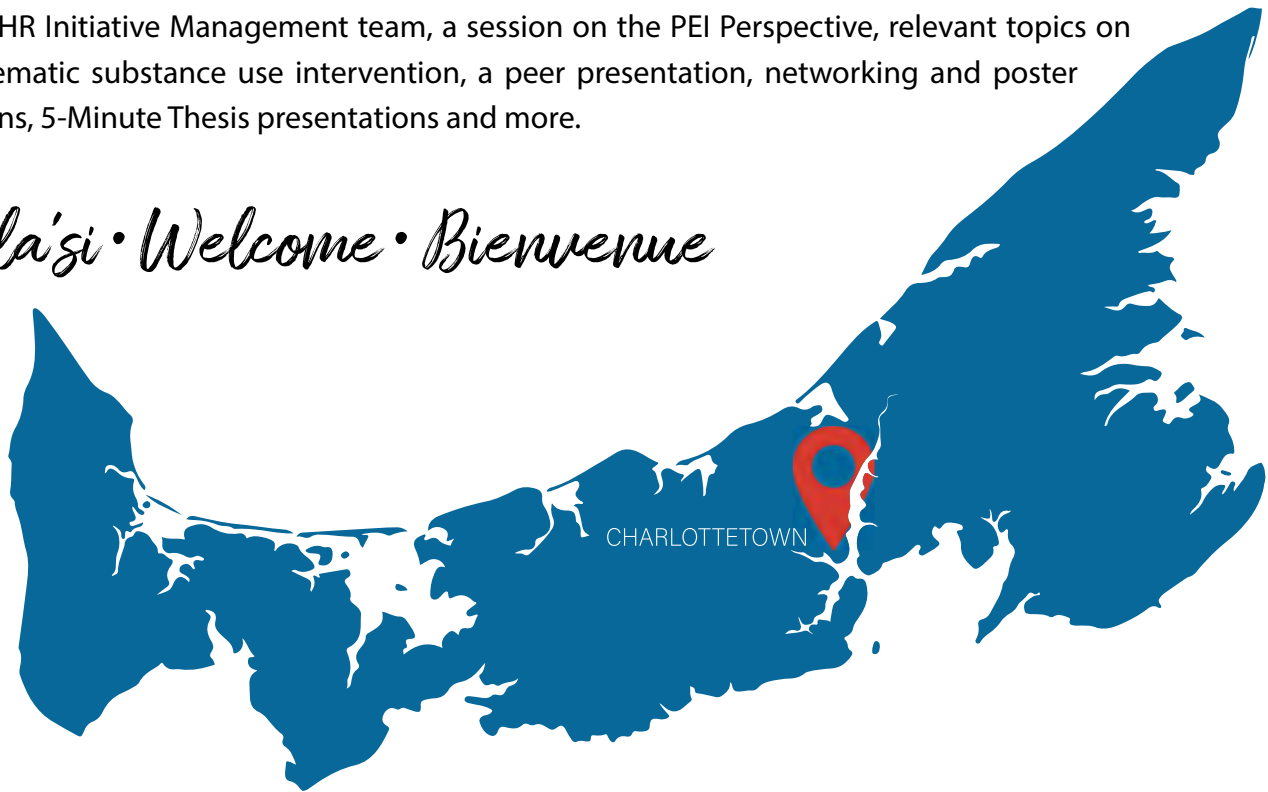 HR Initiative Management team, a session on the PEI Perspective, relevant topics on
ematic substance use intervention, a peer presentation, networking and poster
ns, 5-Minute Thesis presentations and more.
la'si • Welcome • Bienvenue
CHARLOTTETOWN